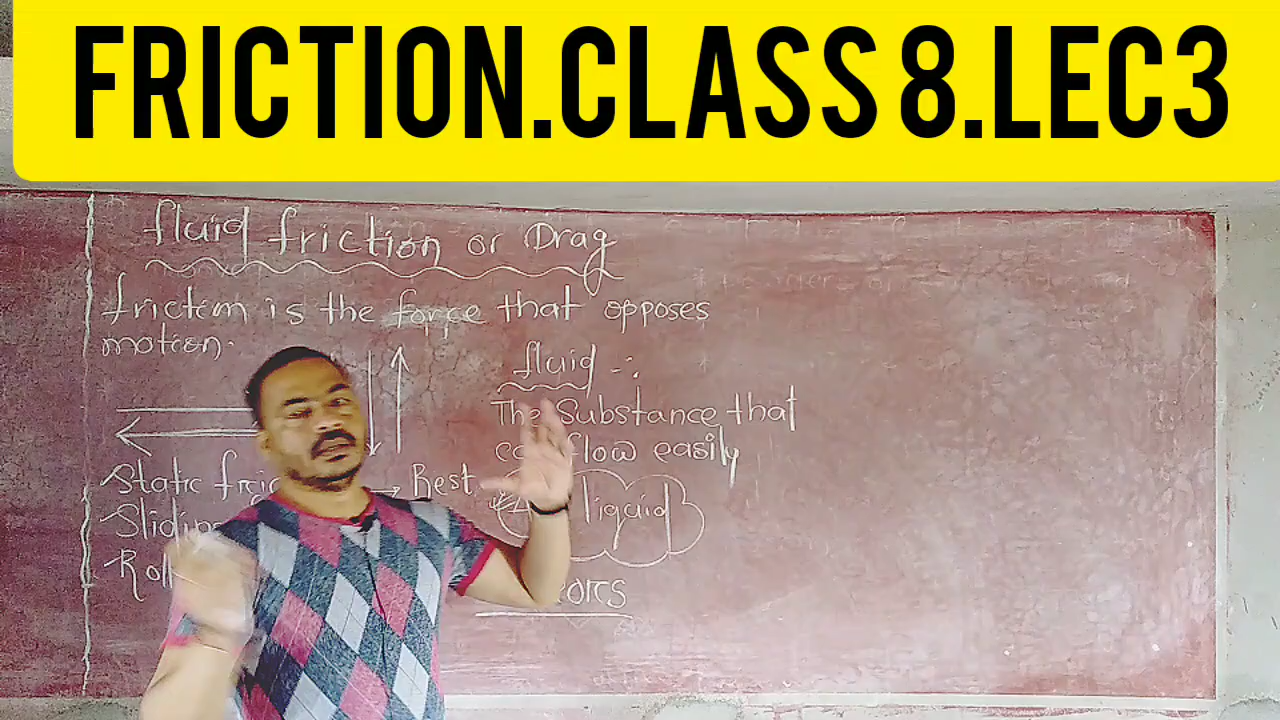 FRICTION.CLASS 8.LEC3
fluid friction or Drag
friction is the force that opposes
motion.
fluid -:
The Substance that
flow easily
Static
Rest
liquid